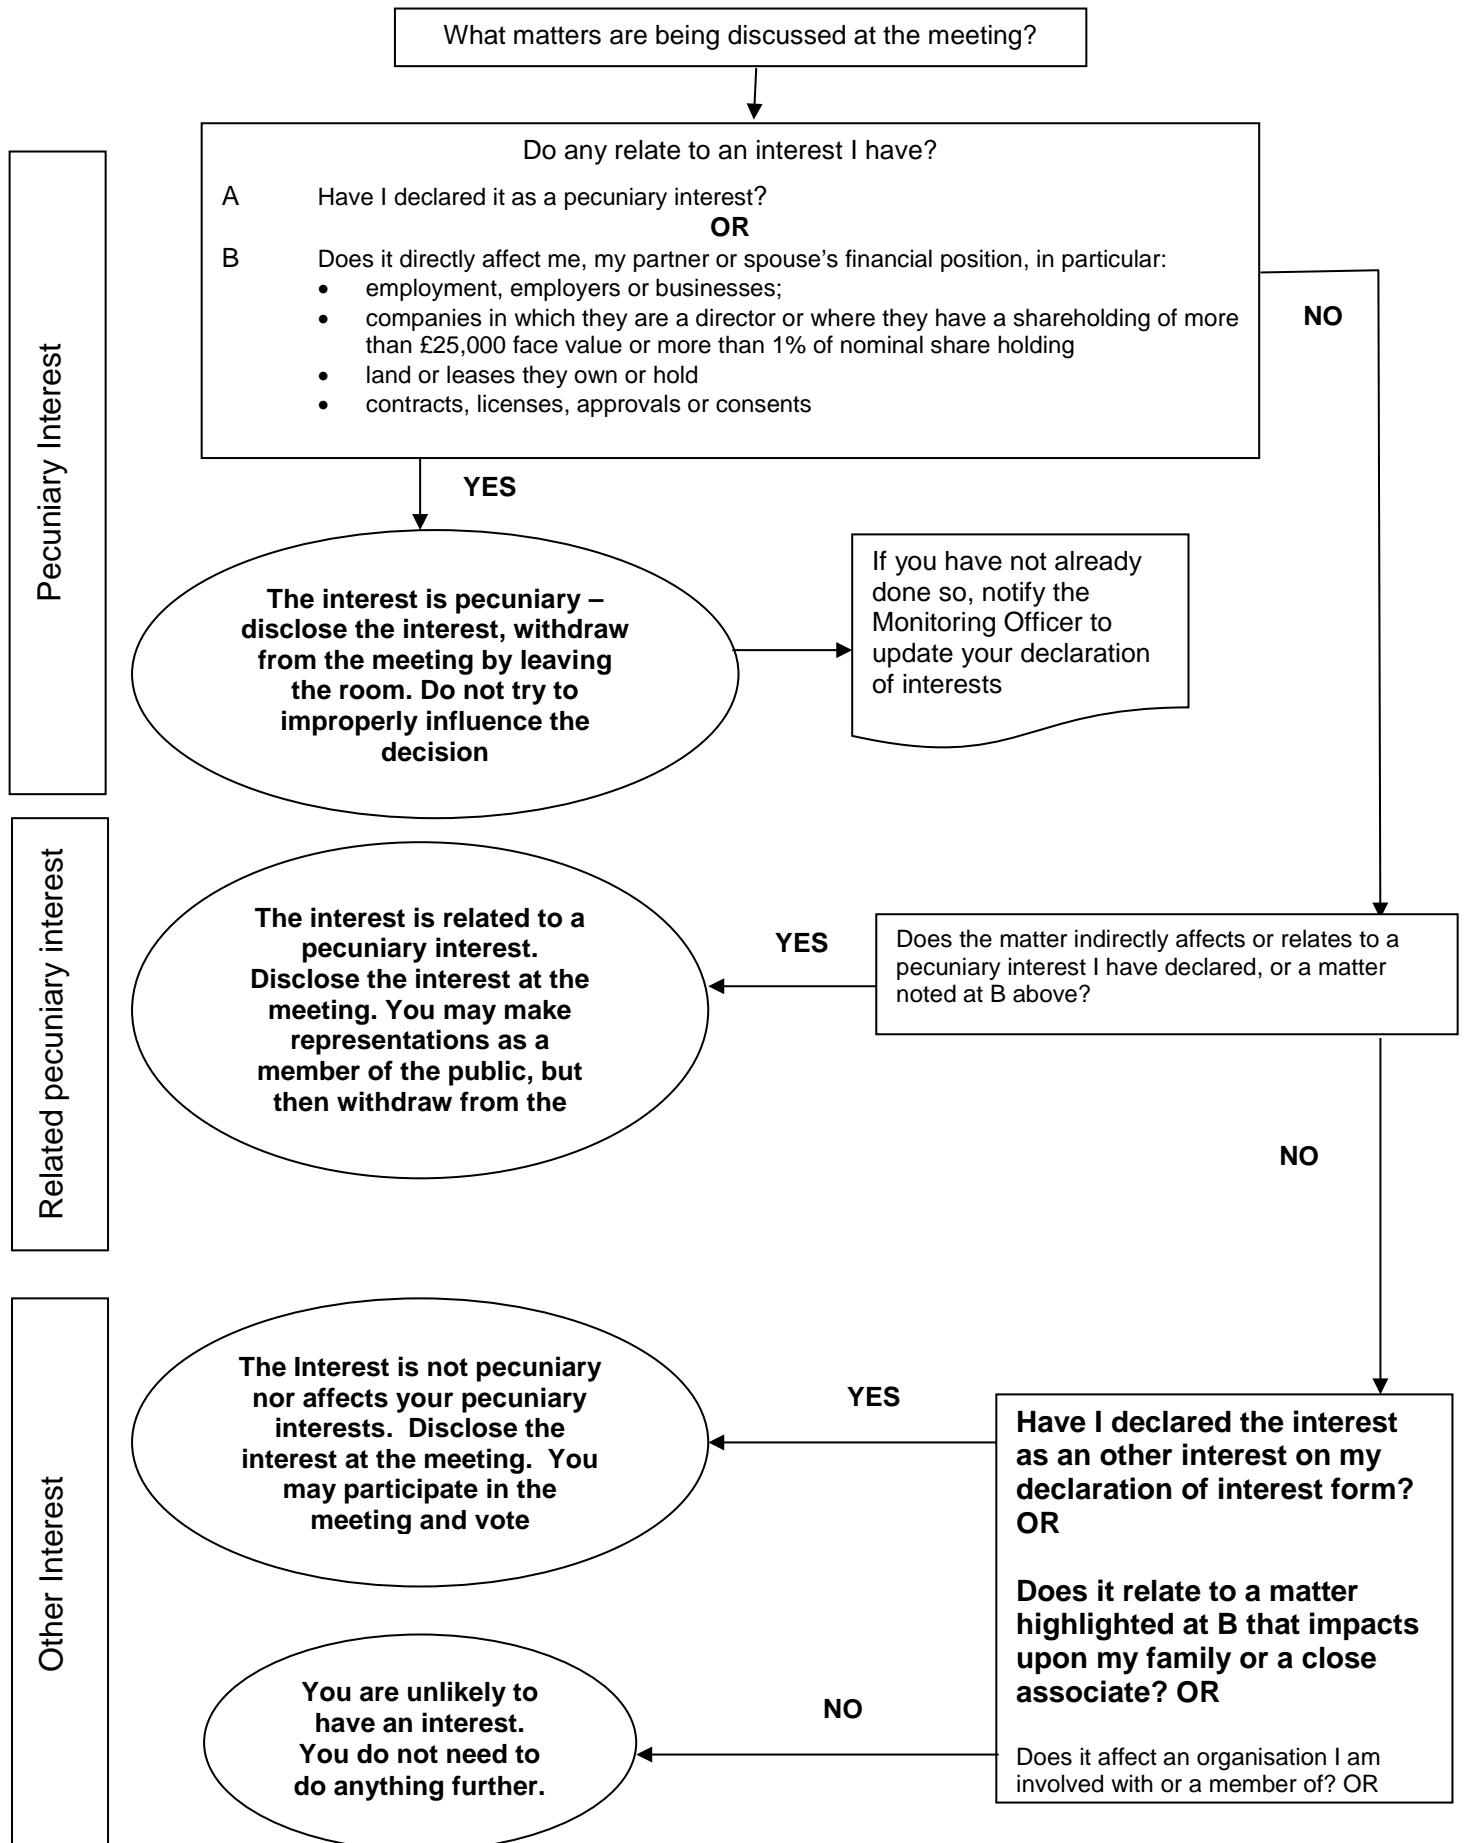 What matters are being discussed at the meeting?
Pecuniary Interest
Do any relate to an interest I have?
A Have I declared it as a pecuniary interest?
OR
B Does it directly affect me, my partner or spouse’s financial position, in particular:
• employment, employers or businesses;
• companies in which they are a director or where they have a shareholding of more
than £25,000 face value or more than 1% of nominal share holding
• land or leases they own or hold
• contracts, licenses, approvals or consents
NO
YES
The interest is pecuniary –
disclose the interest, withdraw
from the meeting by leaving
the room. Do not try to
improperly influence the
decision
If you have not already
done so, notify the
Monitoring Officer to
update your declaration
of interests
Related pecuniary interest
The interest is related to a
pecuniary interest.
Disclose the interest at the
meeting. You may make
representations as a
member of the public, but
then withdraw from the
YES
Does the matter indirectly affects or relates to a
pecuniary interest I have declared, or a matter
noted at B above?
NO
Other Interest
The Interest is not pecuniary
nor affects your pecuniary
interests. Disclose the
interest at the meeting. You
may participate in the
meeting and vote
YES
Have I declared the interest
as an other interest on my
declaration of interest form?
OR
Does it relate to a matter
highlighted at B that impacts
upon my family or a close
associate? OR
Does it affect an organisation I am
involved with or a member of? OR
NO
You are unlikely to
have an interest.
You do not need to
do anything further.